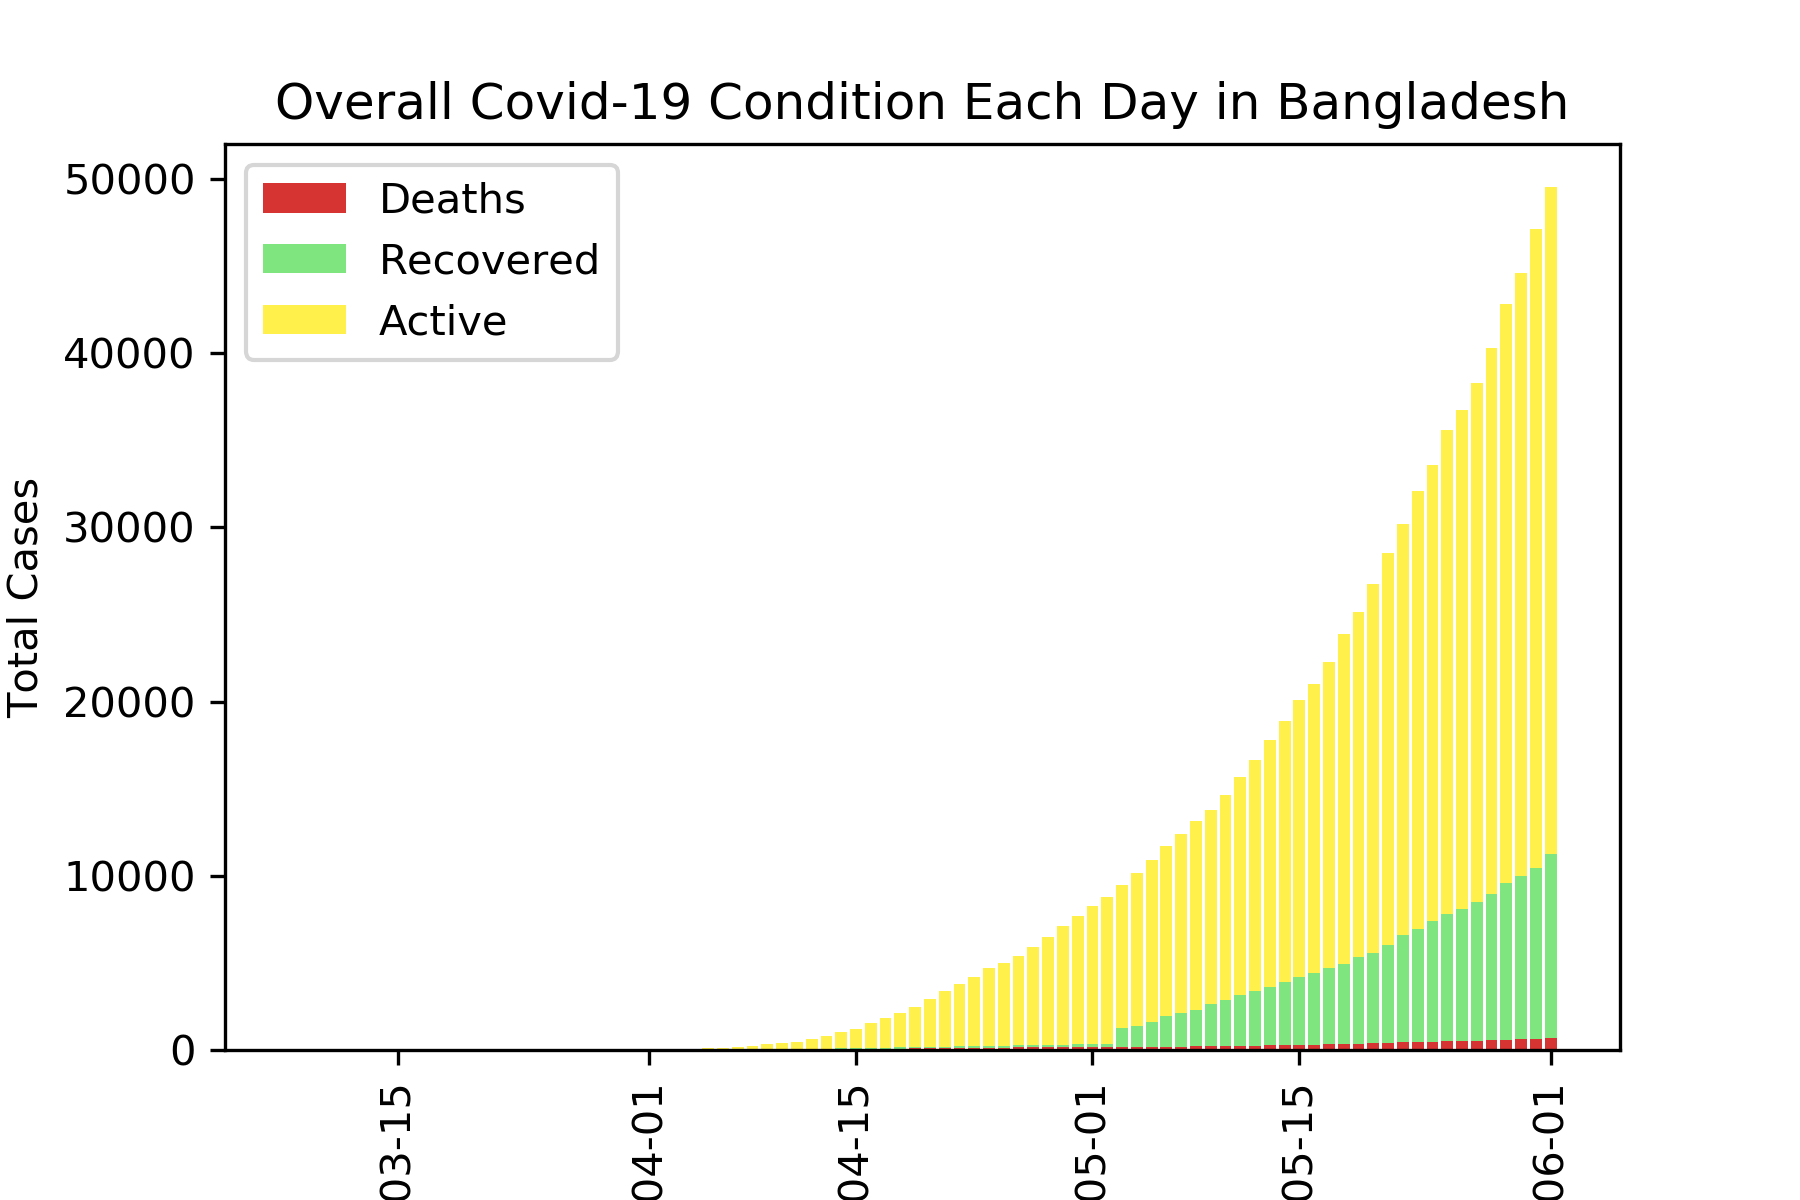 Overall Covid-19 Condition Each Day in Bangladesh
Deaths
Recovered
Active
Total Cases
50000
40000
30000
20000
10000
0
03-15
04-01
04-15
05-01
05-15
06-01